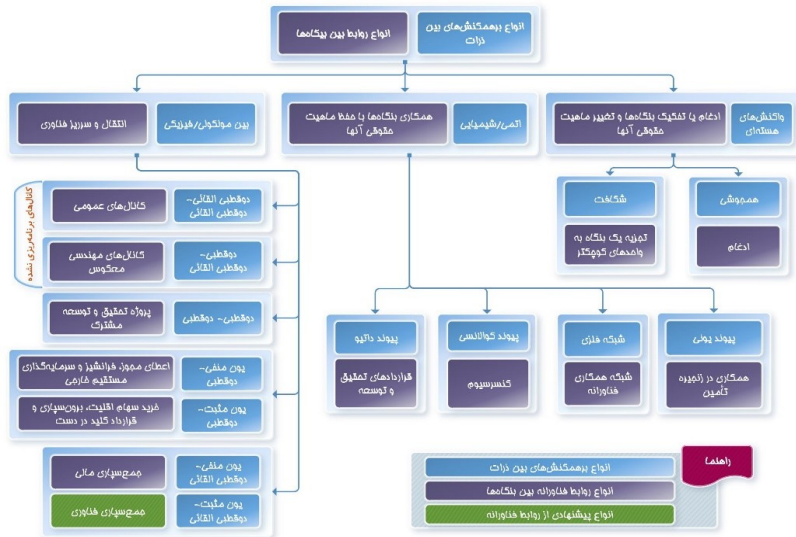 انواع برهمکنش‌های بین
ذرات
انواع روابط بین بیگاه‌ها
واکنش‌های
هسته‌ای
ادغام یا تفکیک بنگاه‌ها و تغییر ماهیت
حقوقی آنها
اتمی/شیمیایی
همکاری بنگاه‌ها با حفظ ماهیت
حقوقی آنها
بین مولکولی/فیزیکی
انتقال و سرریز فناوری
همجوشی
ادغام
شکافت
تجزیه یک بنگاه به
واحدهای کوچکتر
پیوند یونی
همکاری در زنجیره
تأمین
شبکه فلزی
شبکه همکاری
فناورانه
پیوند کووالانسی
کنسرسیوم
پیوند داتیو
قراردادهای تحقیق
و توسعه
کانال‌های برنامه‌ریزی نشده
دوقطبی القائی-
دوقطبی القائی
کانال‌های عمومی
دوقطبی-
دوقطبی القائی
کانال‌های مهندسی
معکوس
دوقطبی- دوقطبی
پروژه تحقیق و توسعه
مشترک
یون منفی-
دوقطبی
اعطای مجوز، فرانشیز و سرمایه‌گذاری
مستقیم خارجی
یون مثبت-
دوقطبی
خرید سهام اقلیت، برون‌سپاری و
قرارداد کلید در دست
یون منفی-
دوقطبی القائی
جمع‌سپاری مالی
یون مثبت-
دوقطبی القائی
جمع‌سپاری فناوری
راهنما
انواع برهمکنش‌های بین ذرات
انواع روابط فناورانه بین بنگاه‌ها
انواع پیشنهادی از روابط فناورانه